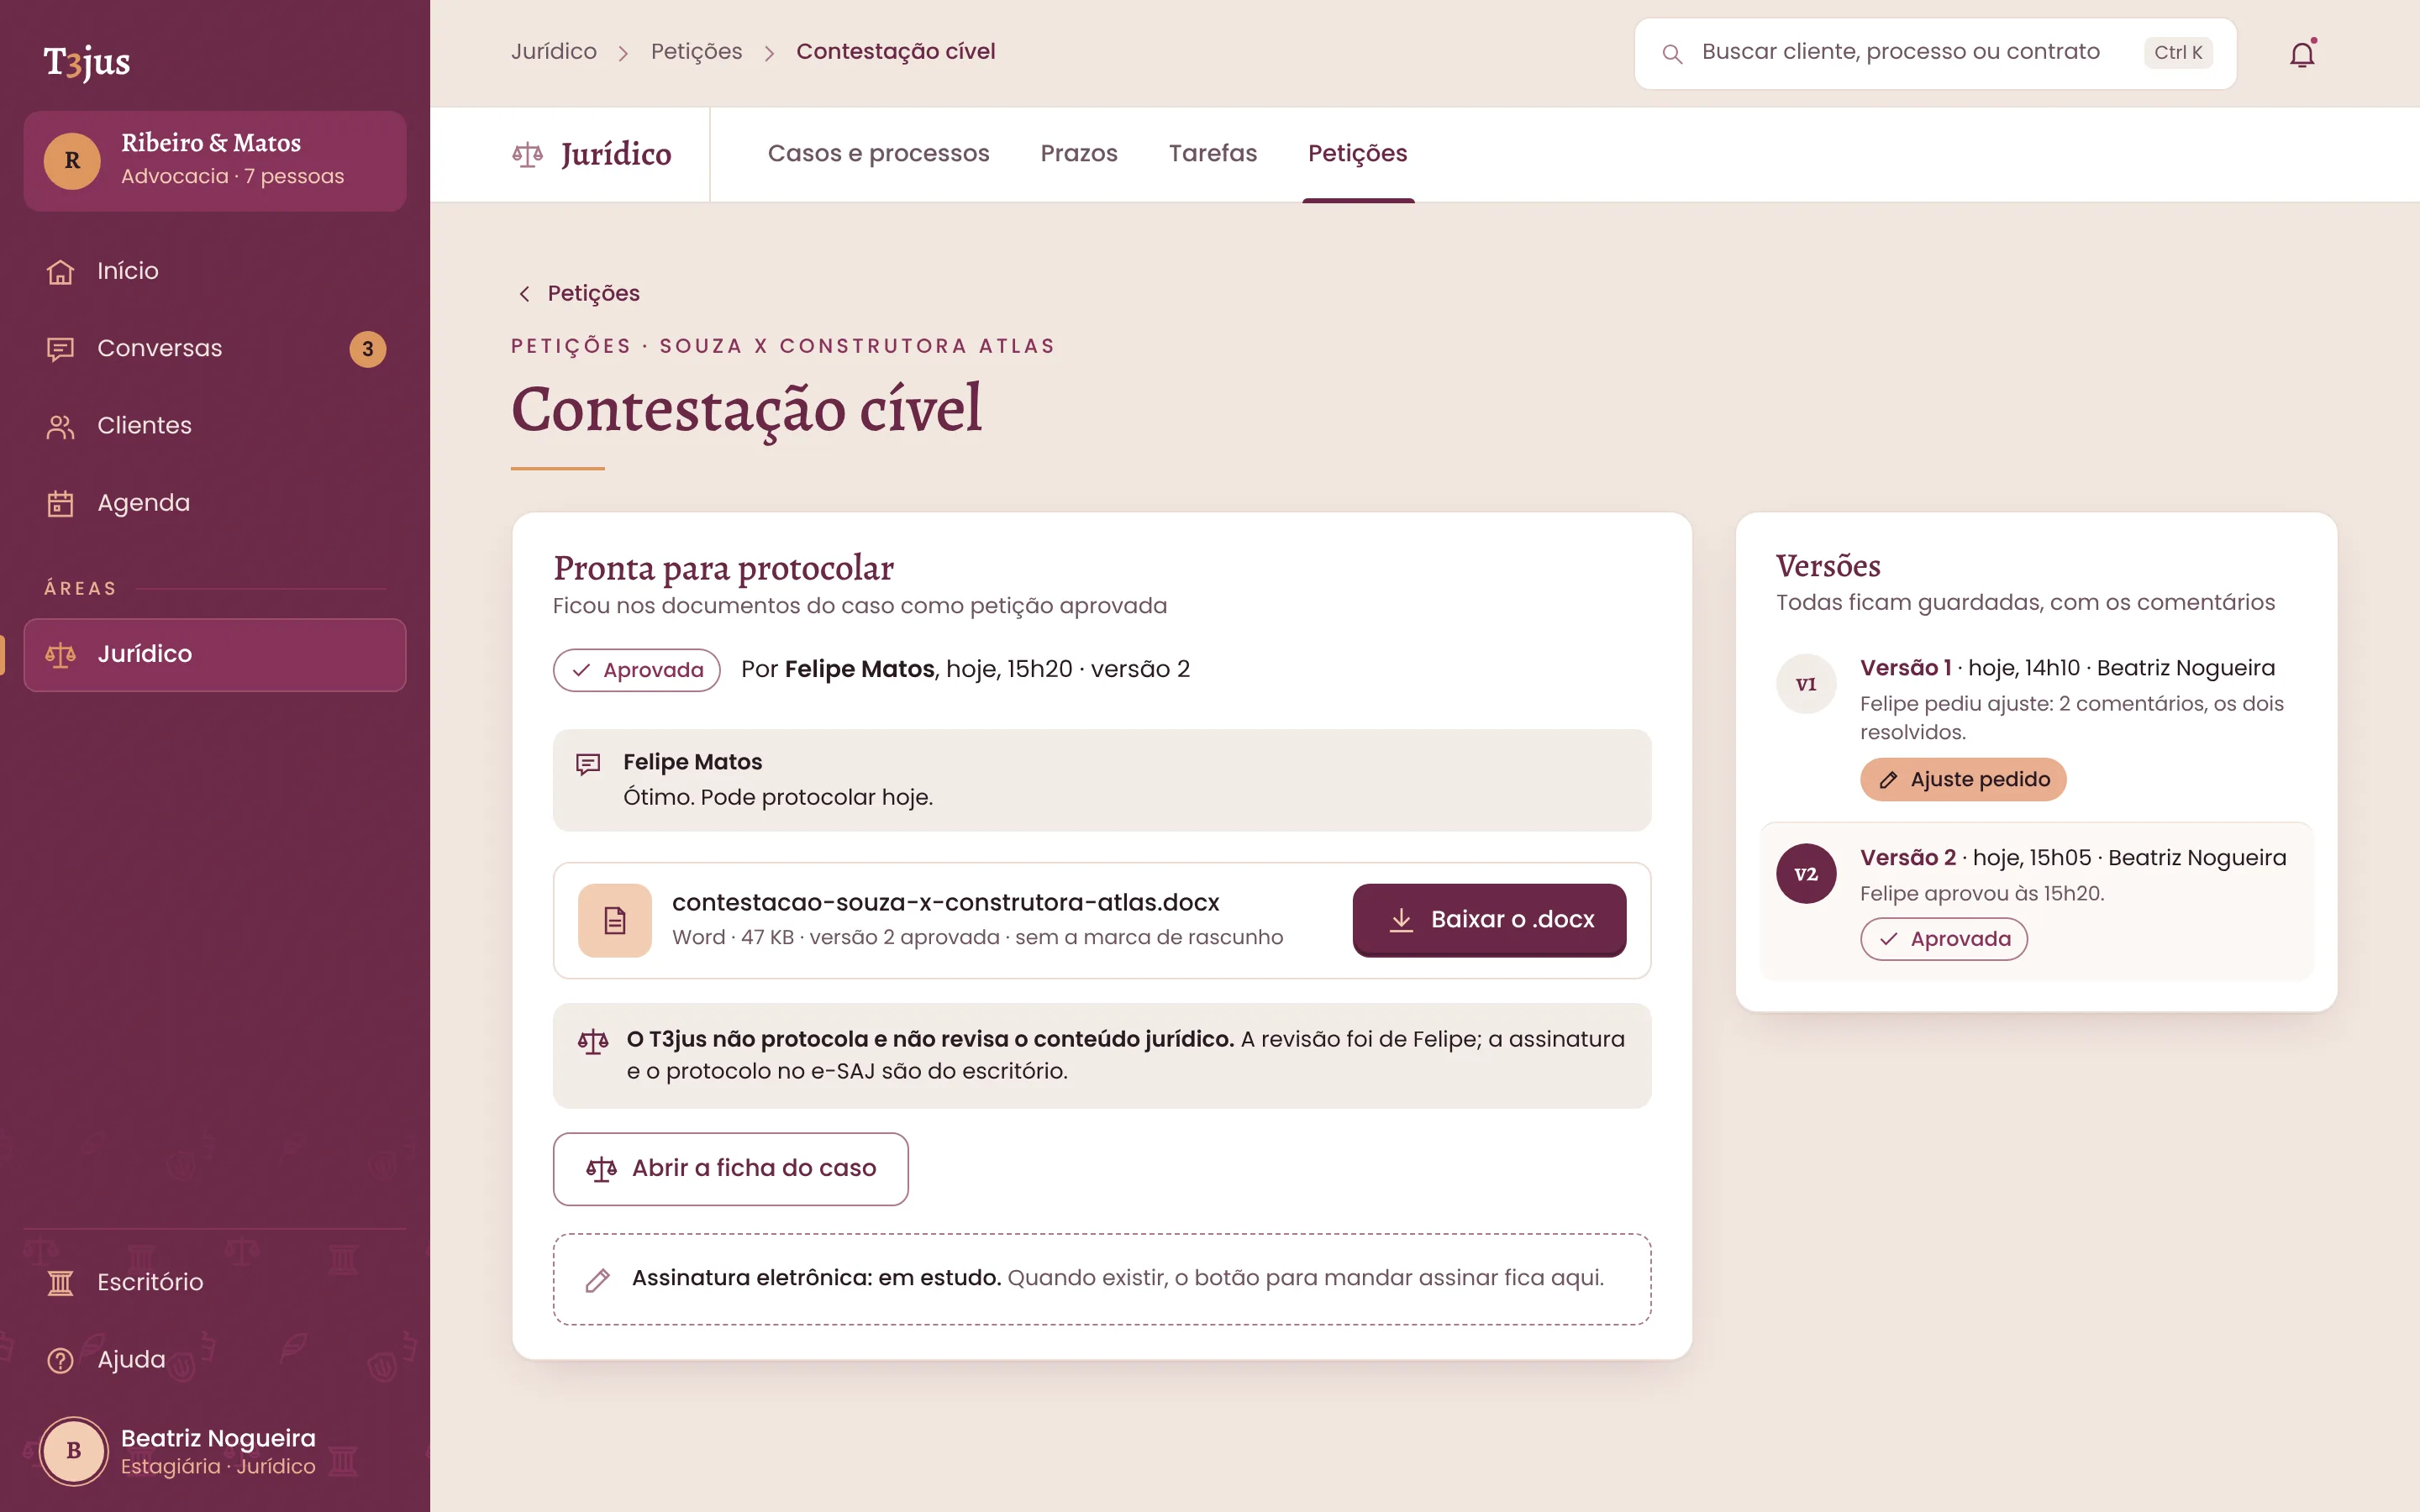 T3jus
R
Ribeiro & Matos
Advocacia · 7 pessoas
Início
Conversas
3
Clientes
Agenda
ÁREAS
Jurídico
Escritório
Ajuda
B
Beatriz Nogueira
Estagiária · Jurídico
Jurídico
Petições
Contestação cível
Buscar cliente, processo ou contrato
Ctrl K
Jurídico
Casos e processos
Prazos
Tarefas
Petições
Petições
PETIÇÕES · SOUZA X CONSTRUTORA ATLAS
Contestação cível
Pronta para protocolar
Ficou nos documentos do caso como petição aprovada
Aprovada
Por Felipe Matos, hoje, 15h20 · versão 2
Felipe Matos
Ótimo. Pode protocolar hoje.
contestacao-souza-x-construtora-atlas.docx
Word · 47 KB · versão 2 aprovada · sem a marca de rascunho
Baixar o .docx
O T3jus não protocola e não revisa o conteúdo jurídico. A revisão foi de Felipe; a assinatura
e o protocolo no e-SAJ são do escritório.
Abrir a ficha do caso
Assinatura eletrônica: em estudo. Quando existir, o botão para mandar assinar fica aqui.
Versões
Todas ficam guardadas, com os comentários
v1
Versão 1 · hoje, 14h10 · Beatriz Nogueira
Felipe pediu ajuste: 2 comentários, os dois
resolvidos.
Ajuste pedido
v2
Versão 2 · hoje, 15h05 · Beatriz Nogueira
Felipe aprovou às 15h20.
Aprovada